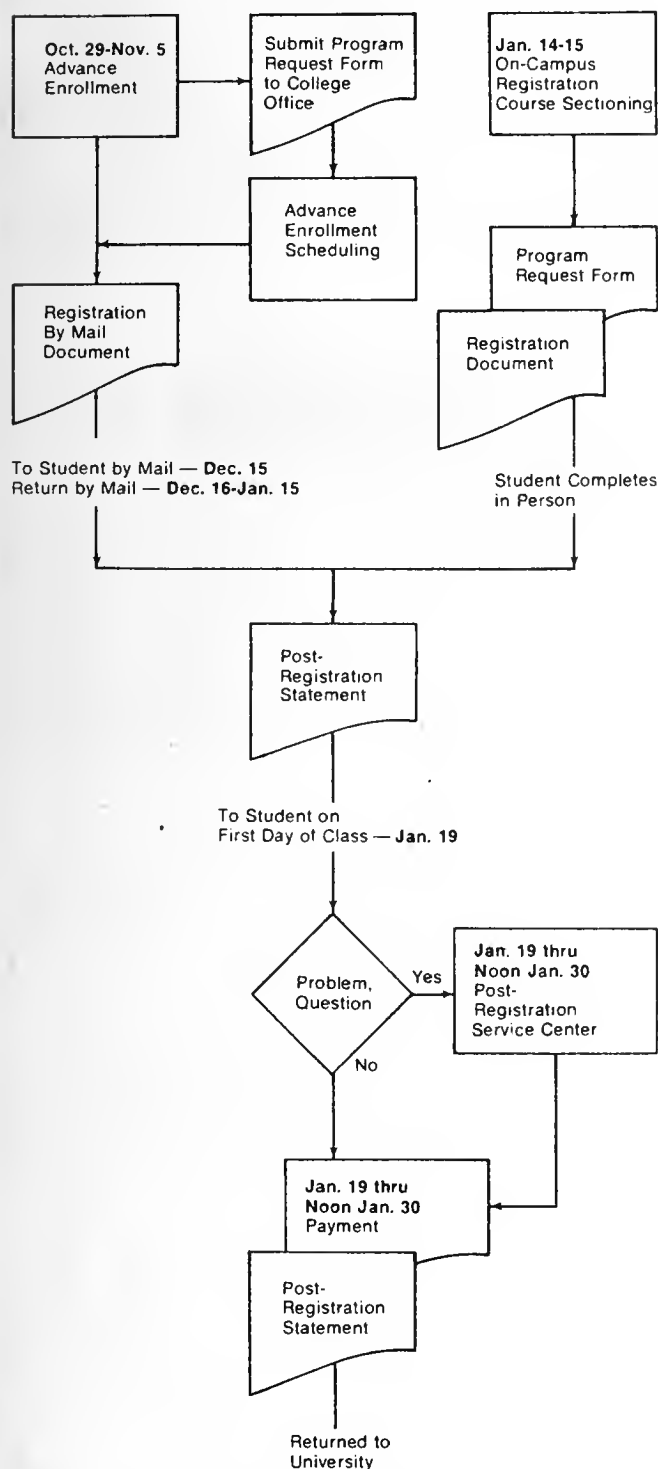 Oct. 29-Nov. 5
Advance
Enrollment
Submit Program
Request Form
to College
Office
Jan. 14-15
On-Campus
Registration
Course Sectioning
Advance
Enrollment
Scheduling
Program
Request Form
Registration
By Mail
Document
Registration
Document
To Student by Mail — Dec. 15
Return by Mail — Dec. 16-Jan. 15
Student Completes
in Person
Post-
Registration
Statement
To Student on
First Day of Class — Jan. 19
Problem,
Question
Yes
Jan. 19 thru
Noon Jan. 30
Post-
Registration
Service Center
No
Jan. 19 thru
Noon Jan. 30
Payment
Post-
Registration
Statement
Returned to
University